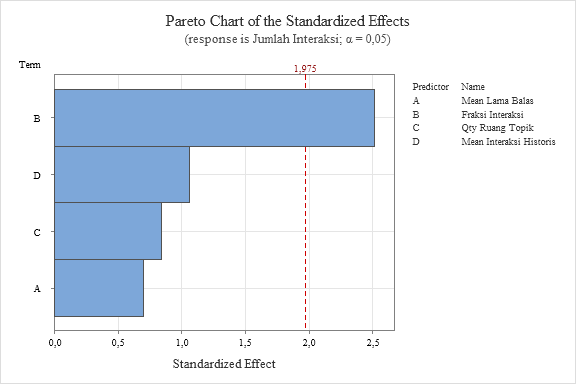 Pareto Chart of the Standardized Effects
(response is Jumlah Interaksi; α = 0,05)
Term
1,975
Predictor Name
A Mean Lama Balas
B Fraksi Interaksi
C Qty Ruang Topik
D Mean Interaksi Historis
B
D
C
A
0,0 0,5 1,0 1,5 2,0 2,5
Standardized Effect